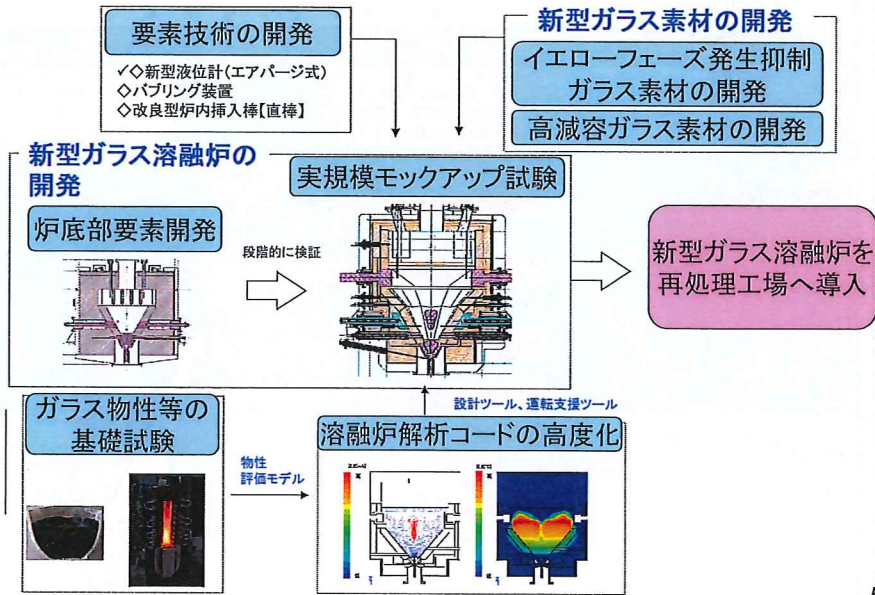 要素技術の開発
✓◇新型液位計(エアパージ式)
◇バブリング装置
◇改良型炉内挿入棒【直棒】
新型ガラス素材の開発
イエローフェーズ発生抑制
ガラス素材の開発
高減容ガラス素材の開発
新型ガラス溶融炉の
開発
実規模モックアップ試験
炉底部要素開発
段階的に検証
新型ガラス溶融炉を
再処理工場へ導入
ガラス物性等の
基礎試験
物性
評価モデル
設計ツール、運転支援ツール
溶融炉解析コードの高度化